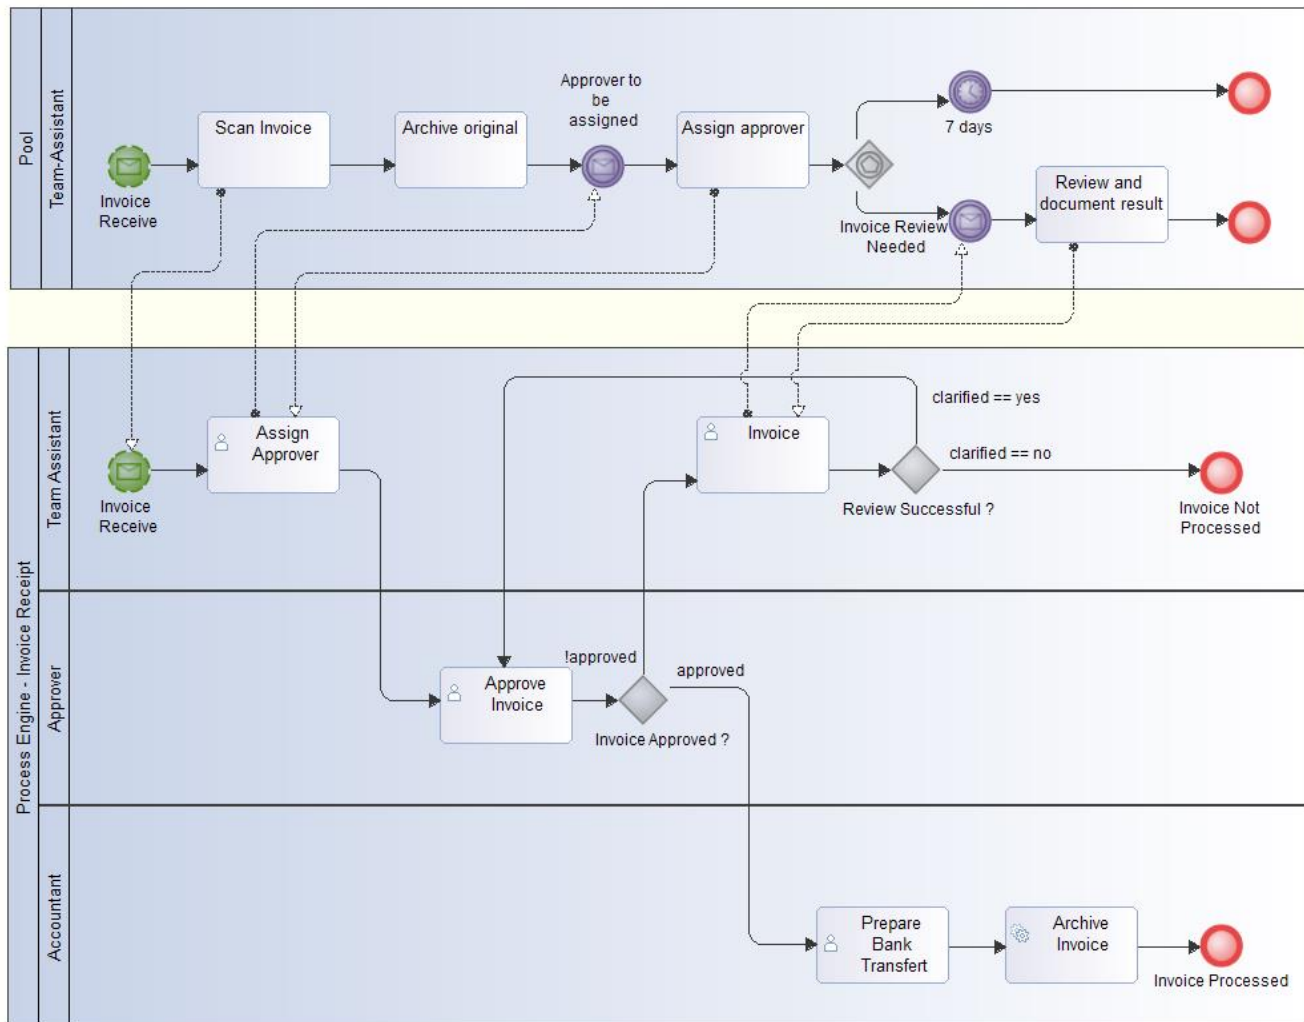 Pool
Team-Assistant
Invoice
Receive
Scan Invoice
Archive original
Approver to
be
assigned
Assign approver
7 days
Invoice Review
Needed
Review and
document result
Process Engine - Invoice Receipt
Team Assistant
Invoice
Receive
Assign
Approver
Invoice
clarified == yes
clarified == no
Review Successful ?
Invoice Not
Processed
Approver
Approve
Invoice
!approved
approved
Invoice Approved ?
Accountant
Prepare
Bank
Transfert
Archive
Invoice
Invoice Processed